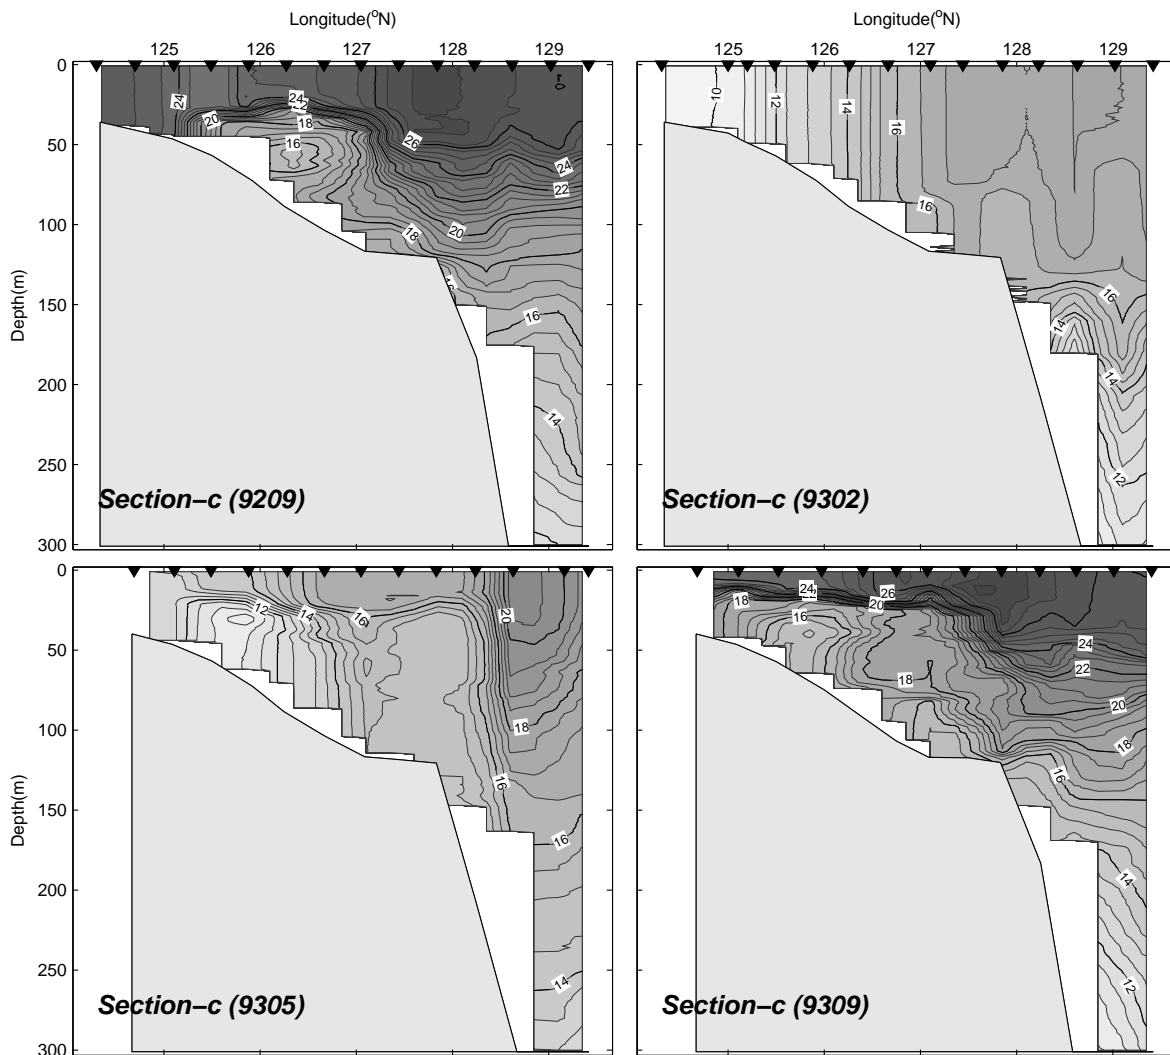 Longitude(°N)
Longitude(°N)
125 126 127 128 129
125 126 127 128 129
0
50
100
150
200
250
300
Depth(m)
24 20 24 22 18 16 26 24 22 20 18 16 16 14
Section–c (9209)
10 12 14 16 16 16 14 14 12
Section–c (9302)
0
50
100
150
200
250
300
Depth(m)
12 14 16 20 18 16 16 14
Section–c (9305)
18 24 16 20 26 18 24 22 20 18 16 14 12
Section–c (9309)